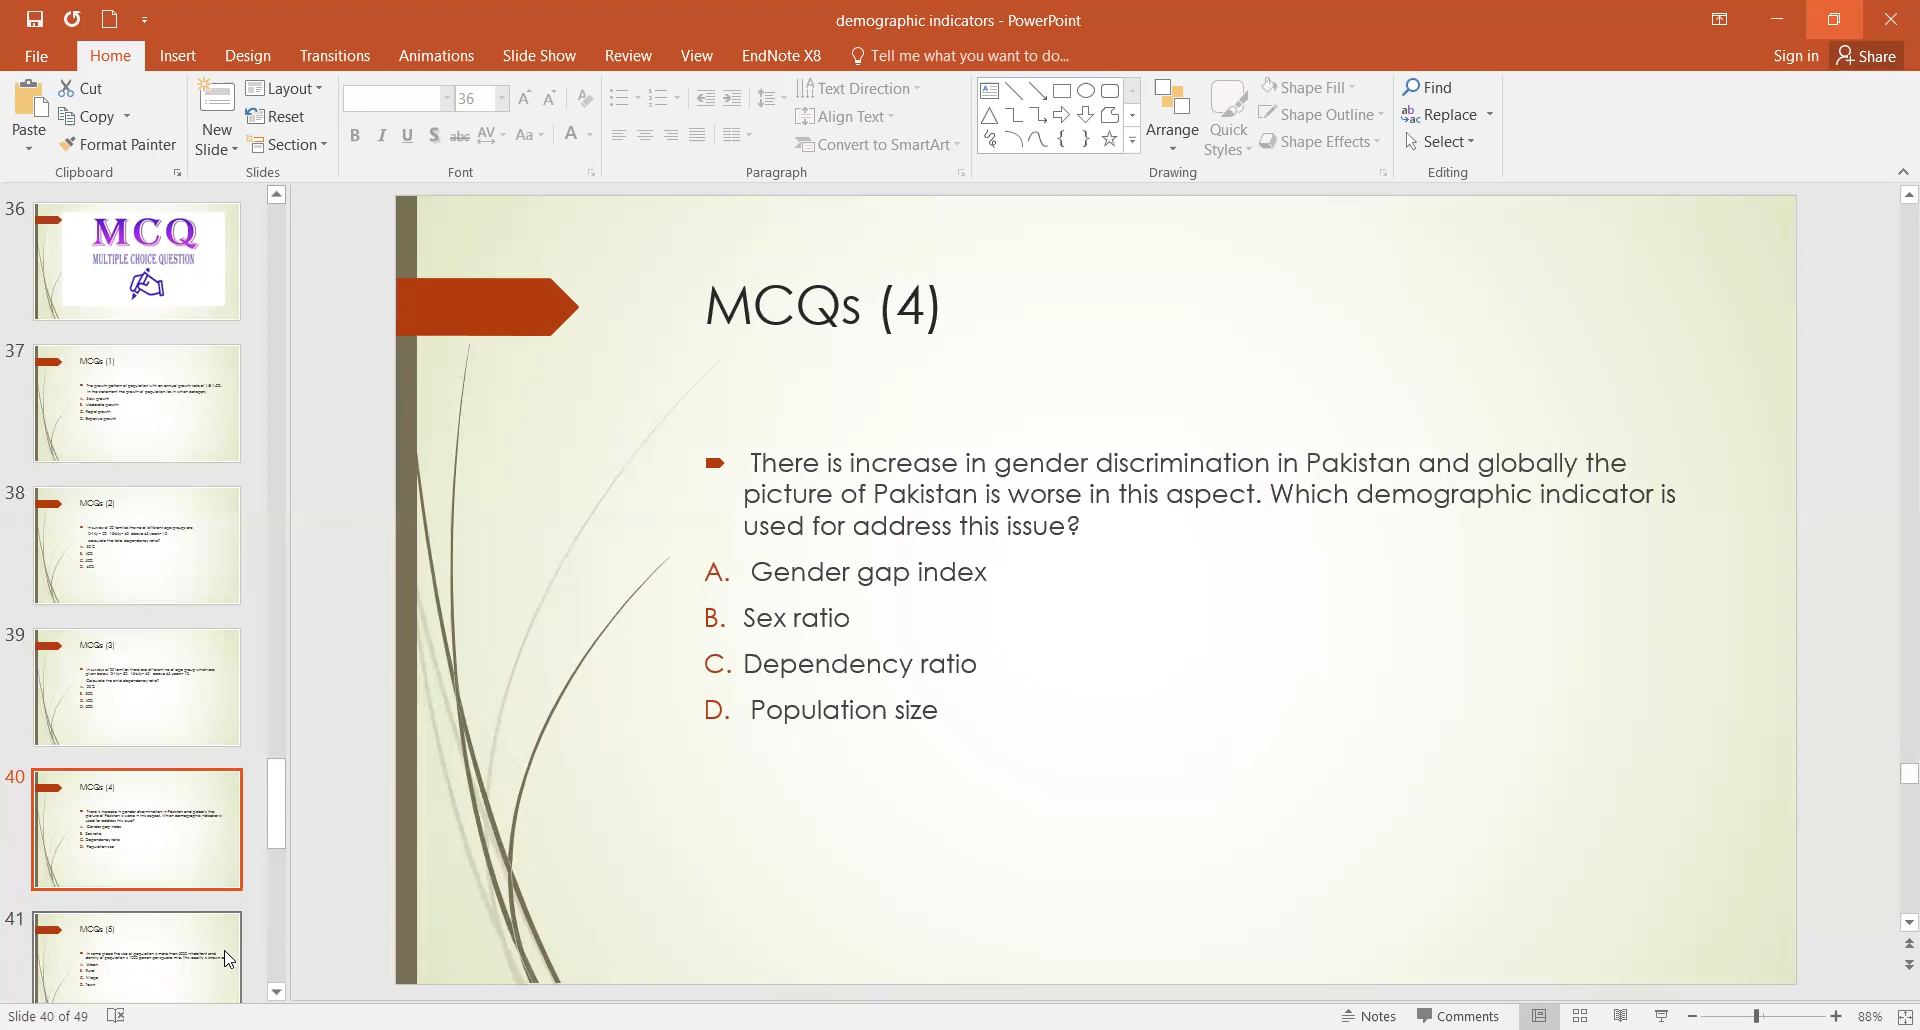 demographic indicators - PowerPoint
File Home Insert Design Transitions Animations Slide Show Review View EndNote X8 Tell me what you want to do... Sign in Share
Paste
Cut
Copy
Format Painter
Clipboard
New Slide
Layout
Reset
Section
Slides
36
Aa
Font
Text Direction
Align Text
Convert to SmartArt
Paragraph
Arrange
Quick Styles
Shape Fill
Shape Outline
Shape Effects
Drawing
Find
Replace
Select
Editing
36
MCQ
MULTIPLE CHOICE QUESTION
37
MCQs (1)
38
MCQs (2)
39
MCQs (3)
40
MCQs (4)
41
MCQs (5)
MCQs (4)
There is increase in gender discrimination in Pakistan and globally the
picture of Pakistan is worse in this aspect. Which demographic indicator is
used for address this issue?
A. Gender gap index
B. Sex ratio
C. Dependency ratio
D. Population size
Slide 40 of 49
Notes Comments 88%